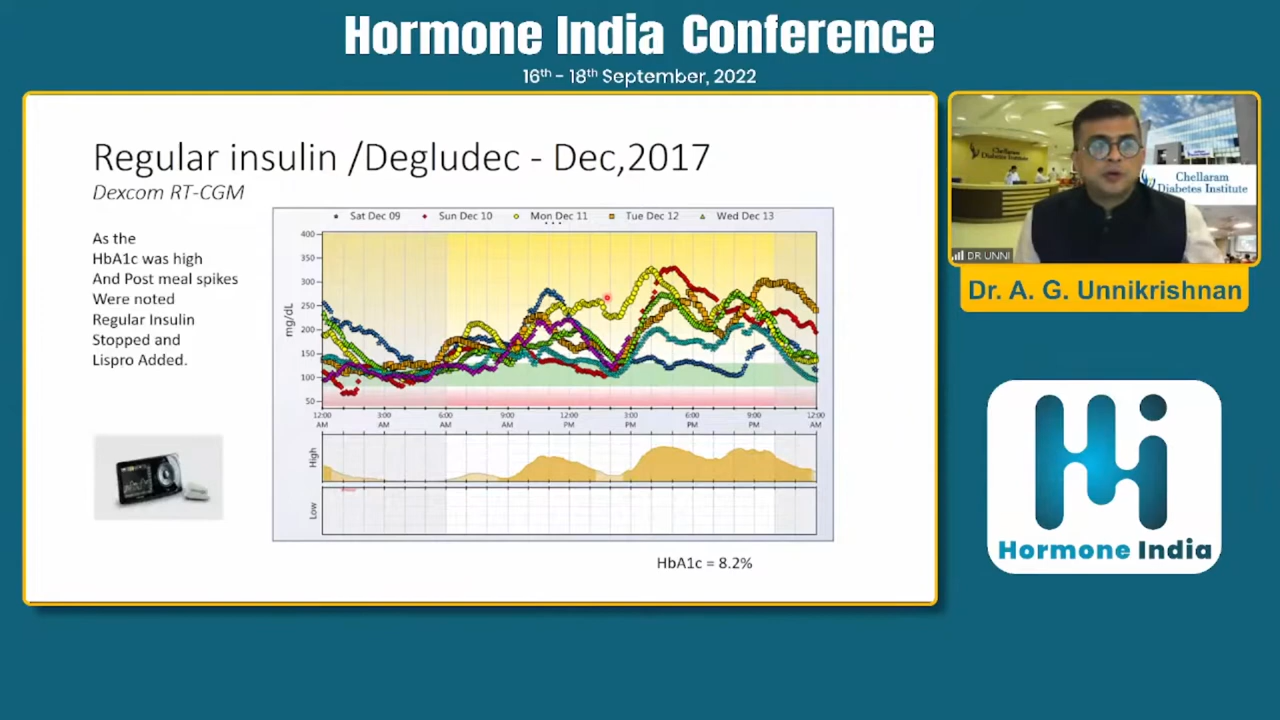 Hormone India Conference
16th - 18th September, 2022
Regular insulin /Degludec - Dec,2017
Dexcom RT-CGM
As the
HbA1c was high
And Post meal spikes
Were noted
Regular Insulin
Stopped and
Lispro Added.
Sat Dec 09 Sun Dec 10 Mon Dec 11 Tue Dec 12 Wed Dec 13
...
400
350
300
250
200
150
100
50
mg/dL
12:00 AM 3:00 AM 6:00 AM 9:00 AM 12:00 PM 3:00 PM 6:00 PM 9:00 PM 12:00 AM
High
Low
HbA1c = 8.2%
Chellaram
Diabetes Institute
Chellaram
Diabetes Institute
DR UNNI
Dr. A. G. Unnikrishnan
Hi
Hormone India